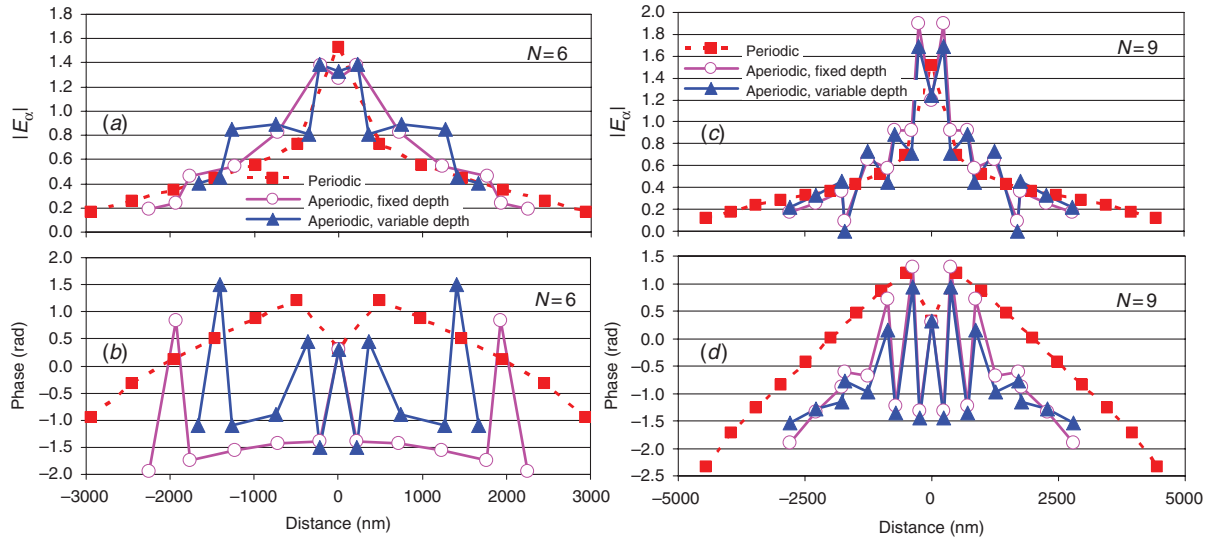 1.8
1.6
1.4
1.2
1.0
0.8
0.6
0.4
0.2
0.0
|Eα|
(a)
N=6
Periodic
Aperiodic, fixed depth
Aperiodic, variable depth
2.0
1.5
1.0
0.5
0.0
–0.5
–1.0
–1.5
–2.0
Phase (rad)
(b)
N=6
–3000 –2000 –1000 0 1000 2000 3000
Distance (nm)
2.0
1.8
1.6
1.4
1.2
1.0
0.8
0.6
0.4
0.2
0.0
|Eα|
(c)
N=9
Periodic
Aperiodic, fixed depth
Aperiodic, variable depth
1.5
1.0
0.5
0.0
–0.5
–1.0
–1.5
–2.0
–2.5
Phase (rad)
(d)
N=9
–5000 –2500 0 2500 5000
Distance (nm)